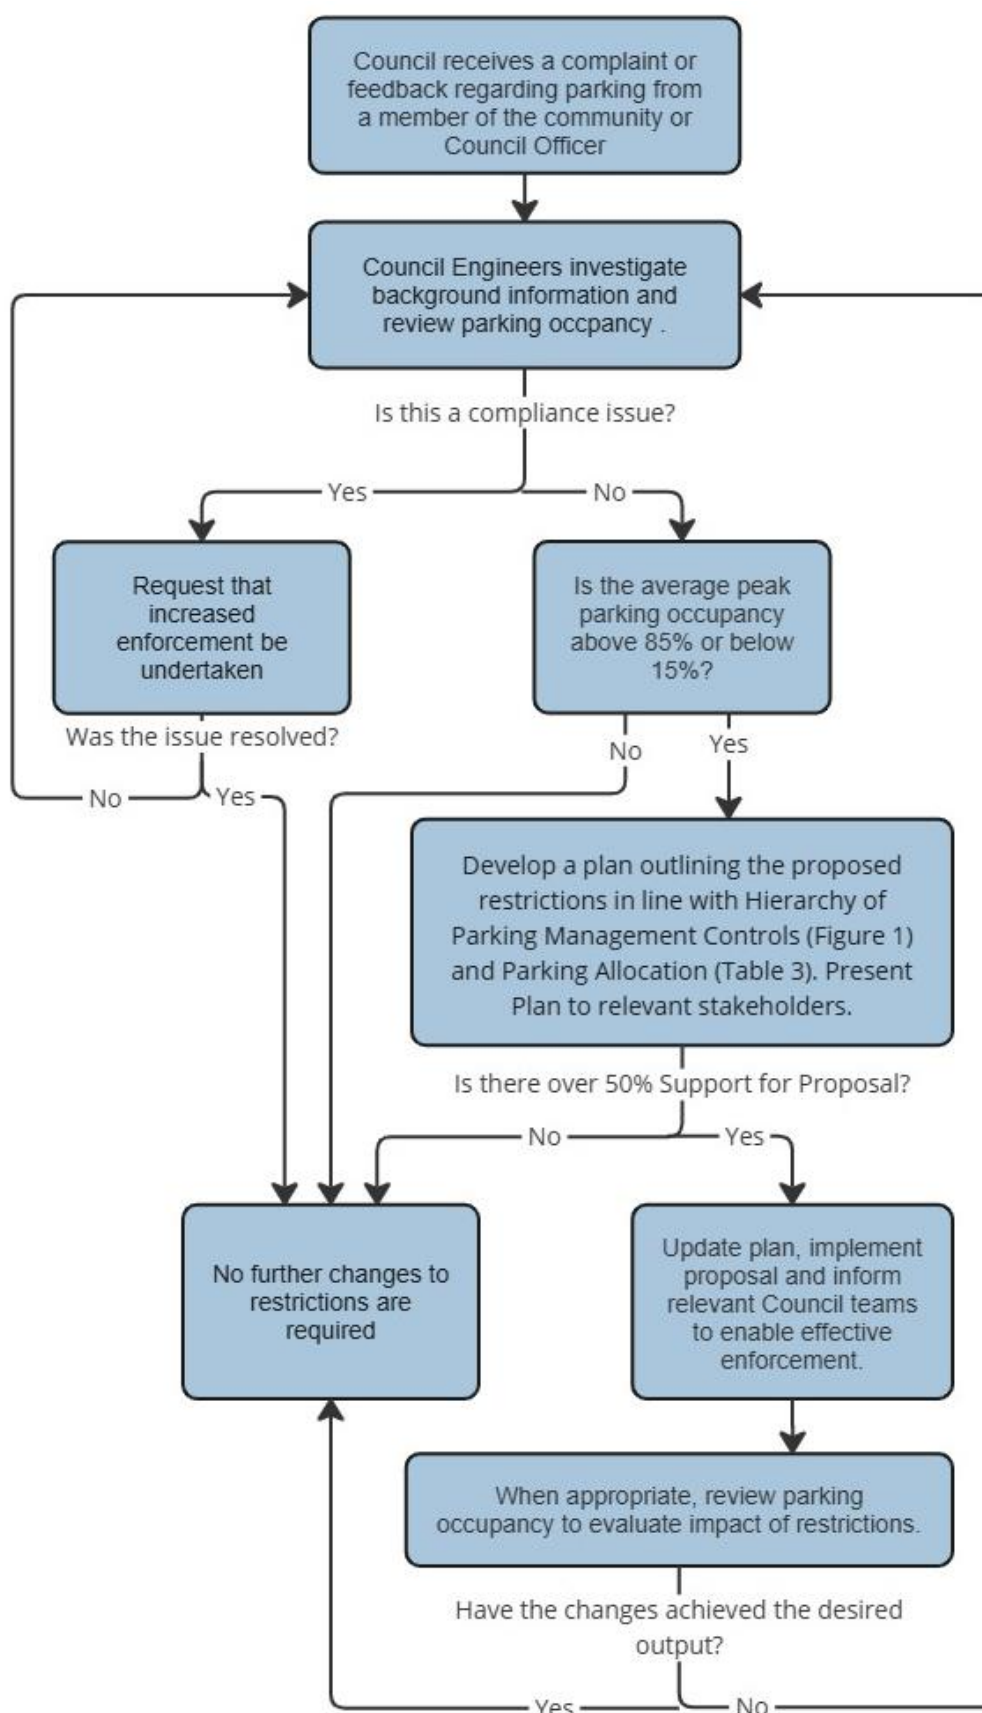 Council receives a complaint or
feedback regarding parking from
a member of the community or
Council Officer
Council Engineers investigate
background information and
review parking occpancy .
Is this a compliance issue?
Yes
No
Request that
increased
enforcement be
undertaken
Is the average peak
parking occupancy
above 85% or below
15%?
Was the issue resolved?
No
Yes
No
Yes
Develop a plan outlining the proposed
restrictions in line with Hierarchy of
Parking Management Controls (Figure 1)
and Parking Allocation (Table 3). Present
Plan to relevant stakeholders.
Is there over 50% Support for Proposal?
No
Yes
No further changes to
restrictions are
required
Update plan, implement
proposal and inform
relevant Council teams
to enable effective
enforcement.
When appropriate, review parking
occupancy to evaluate impact of restrictions.
Have the changes achieved the desired
output?
Yes
No